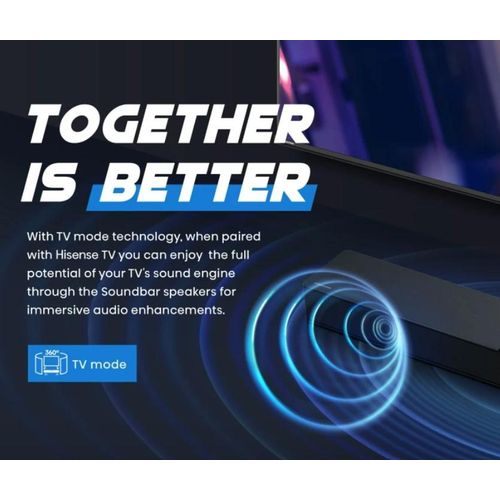 TOGETHER
IS BETTER
With TV mode technology, when paired
with Hisense TV you can enjoy the full
potential of your TV's sound engine
through the Soundbar speakers for
immersive audio enhancements.
360°
TV mode